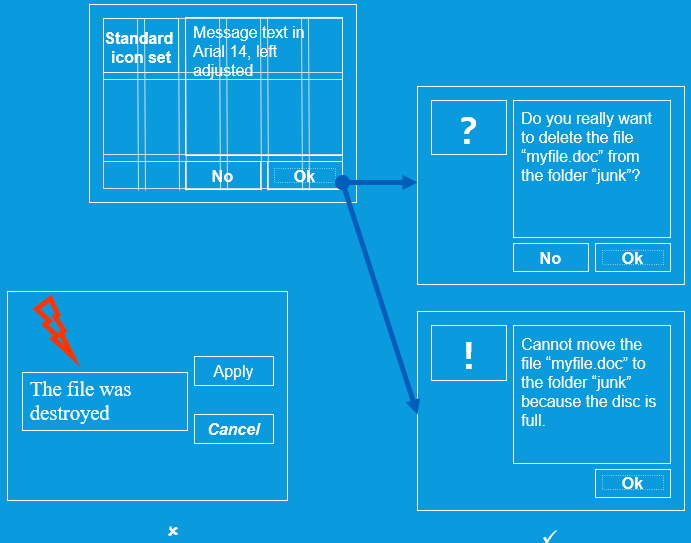 Standard
icon set
Message text in
Arial 14, left
adjusted
No
Ok
?
Do you really want
to delete the file
“myfile.doc” from
the folder “junk”?
No
Ok
The file was
destroyed
Apply
Cancel
!
Cannot move the
file “myfile.doc” to
the folder “junk”
because the disc is
full.
Ok